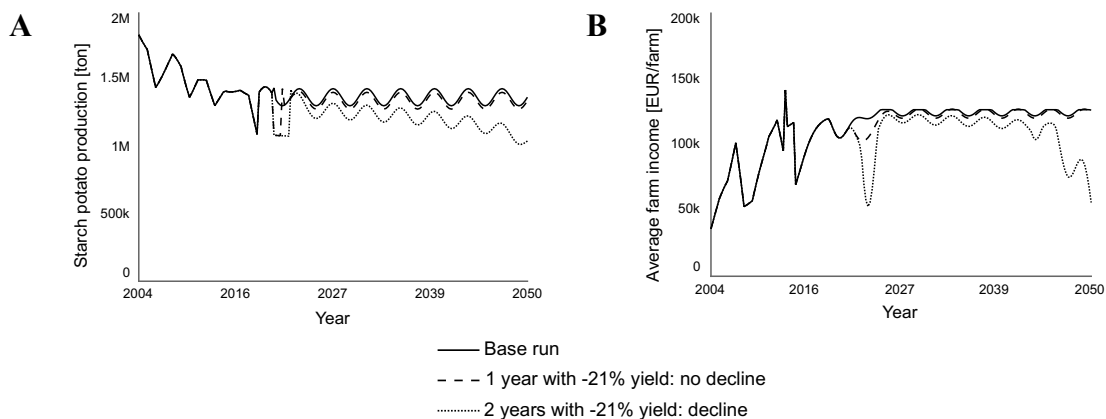 A
Starch potato production [ton]
2M
1.5M
1M
500k
0
2004
2016
2027
2039
2050
Year
B
Average farm income [EUR/farm]
200k
150k
100k
50k
0
2004
2016
2027
2039
2050
Year
Base run
1 year with -21% yield: no decline
2 years with -21% yield: decline